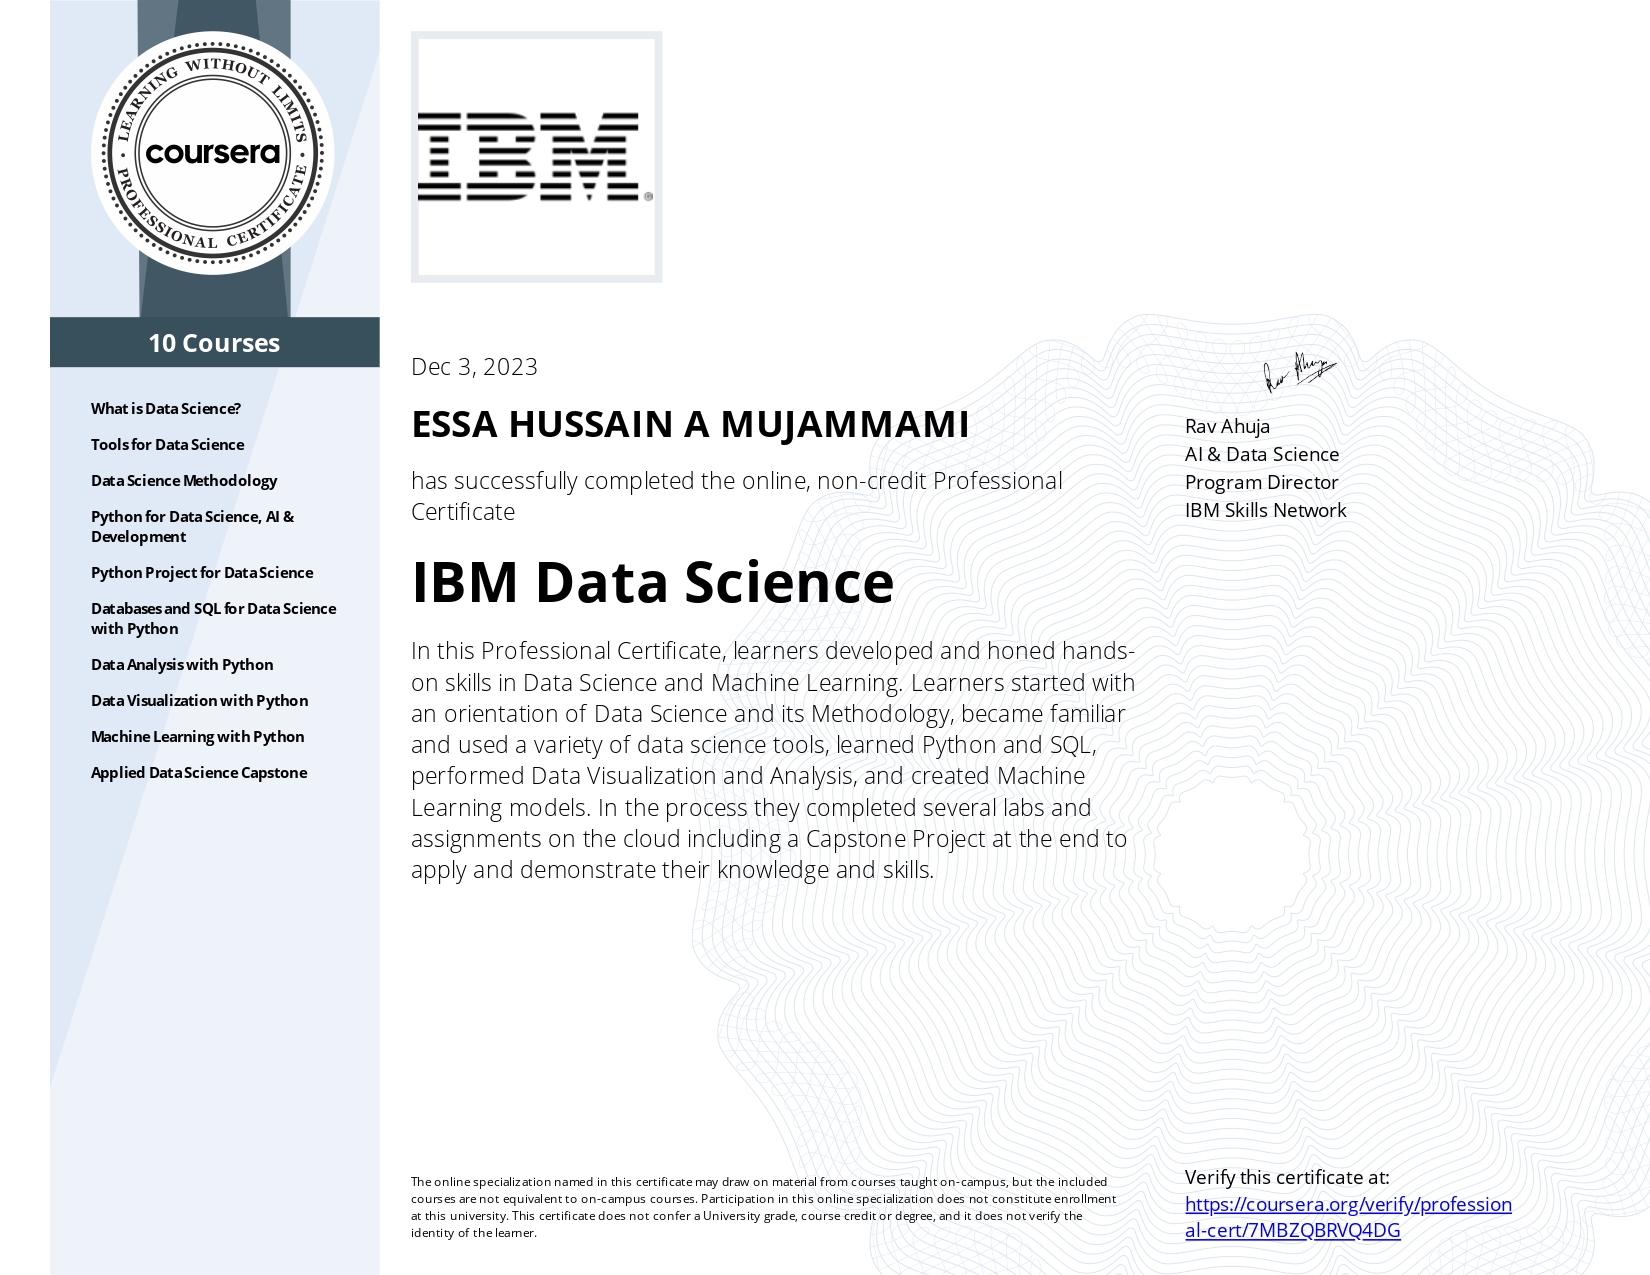 LEARNING WITHOUT LIMITS
coursera
PROFESSIONAL CERTIFICATE
10 Courses
What is Data Science?
Tools for Data Science
Data Science Methodology
Python for Data Science, AI &
Development
Python Project for Data Science
Databases and SQL for Data Science
with Python
Data Analysis with Python
Data Visualization with Python
Machine Learning with Python
Applied Data Science Capstone
IBM®
Dec 3, 2023
ESSA HUSSAIN A MUJAMMAMI
has successfully completed the online, non-credit Professional
Certificate
IBM Data Science
In this Professional Certificate, learners developed and honed hands-
on skills in Data Science and Machine Learning. Learners started with
an orientation of Data Science and its Methodology, became familiar
and used a variety of data science tools, learned Python and SQL,
performed Data Visualization and Analysis, and created Machine
Learning models. In the process they completed several labs and
assignments on the cloud including a Capstone Project at the end to
apply and demonstrate their knowledge and skills.
The online specialization named in this certificate may draw on material from courses taught on-campus, but the included
courses are not equivalent to on-campus courses. Participation in this online specialization does not constitute enrollment
at this university. This certificate does not confer a University grade, course credit or degree, and it does not verify the
identity of the learner.
Rav Ahuja
Rav Ahuja
AI & Data Science
Program Director
IBM Skills Network
Verify this certificate at:
https://coursera.org/verify/profession
al-cert/7MBZQBRVQ4DG